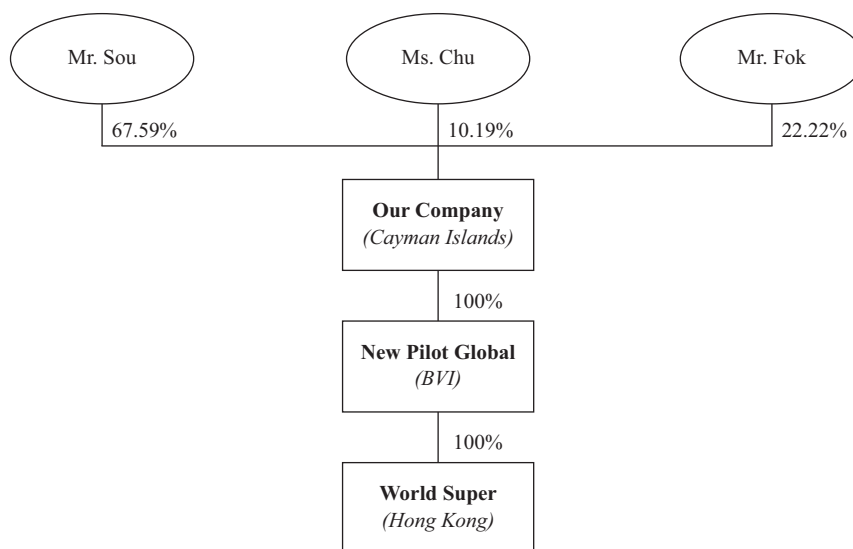 Mr. Sou
Ms. Chu
Mr. Fok
67.59%
10.19%
22.22%
Our Company
(Cayman Islands)
100%
New Pilot Global
(BVI)
100%
World Super
(Hong Kong)